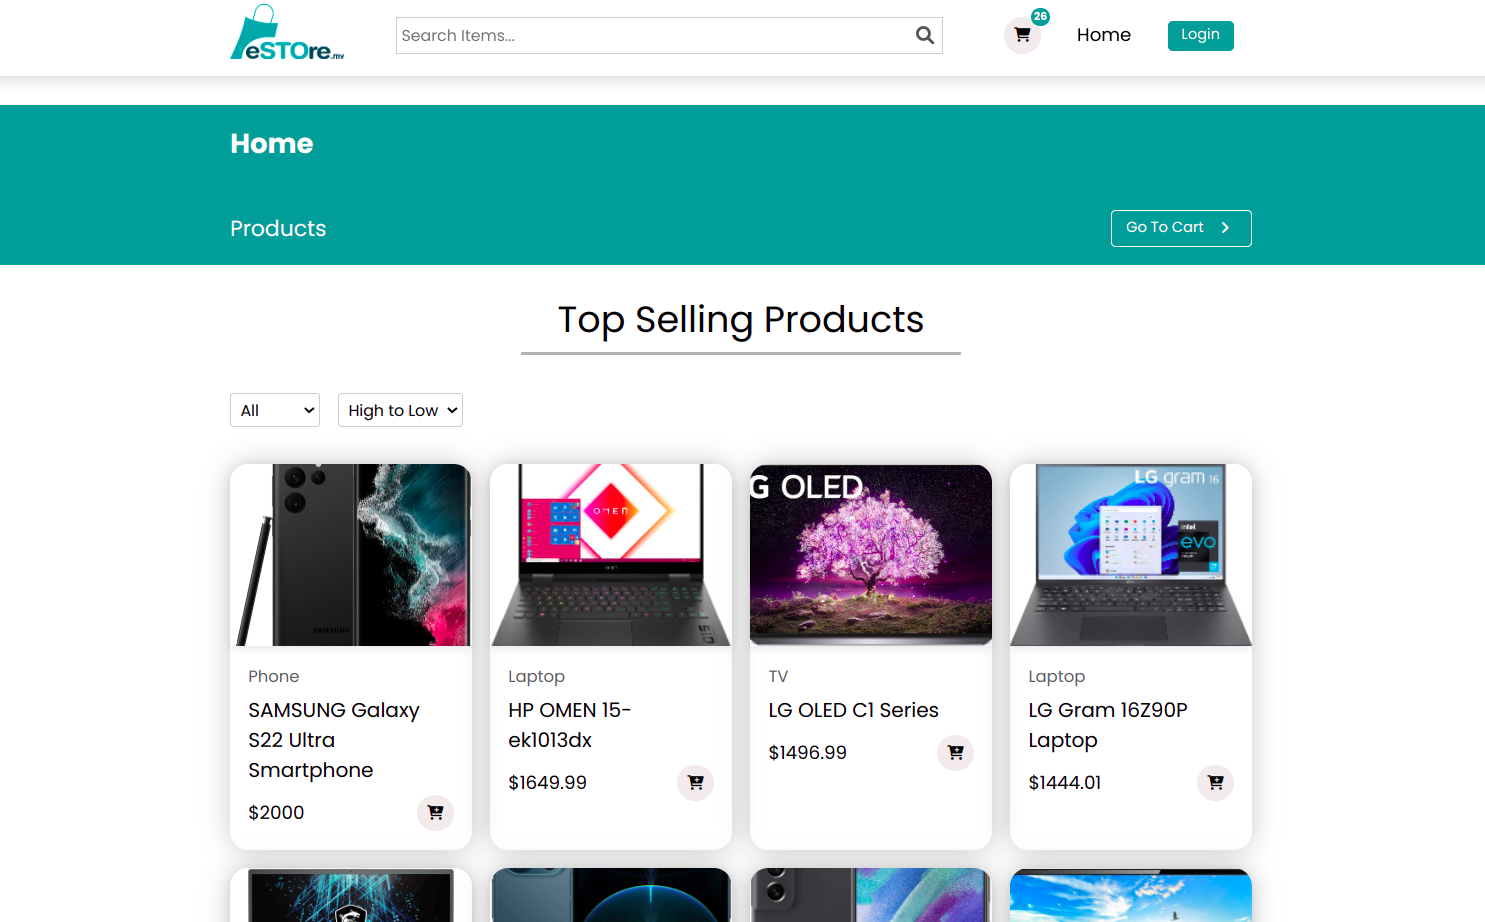 eSTOre.mv
Search Items...
26
Home
Login
Home
Products
Go To Cart
Top Selling Products
All
High to Low
SAMSUNG
OMEN
G OLED
LG gram 16
intel
evo
Phone
SAMSUNG Galaxy
S22 Ultra
Smartphone
$2000
Laptop
HP OMEN 15-
ek1013dx
$1649.99
TV
LG OLED C1 Series
$1496.99
Laptop
LG Gram 16Z90P
Laptop
$1444.01